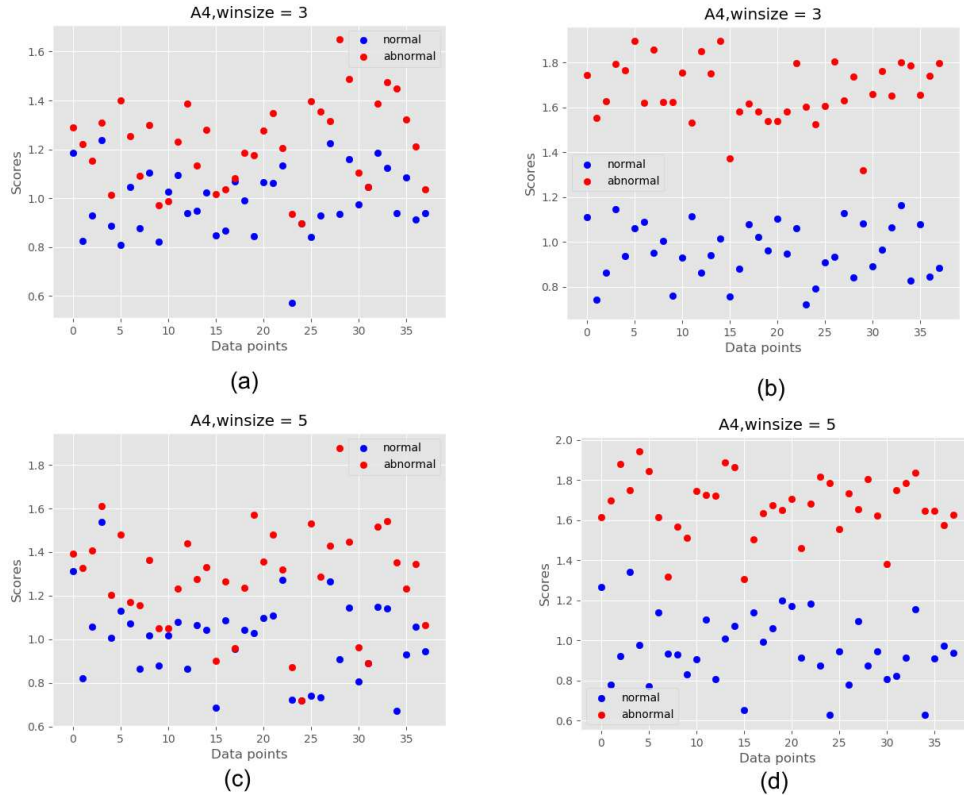 A4,winsize = 3
normal
abnormal
1.6
1.4
1.2
1.0
0.8
0.6
Scores
0 5 10 15 20 25 30 35
Data points
(a)
A4,winsize = 3
1.8
1.6
1.4
1.2
1.0
0.8
Scores
normal
abnormal
0 5 10 15 20 25 30 35
Data points
(b)
A4,winsize = 5
normal
abnormal
1.8
1.6
1.4
1.2
1.0
0.8
0.6
Scores
0 5 10 15 20 25 30 35
Data points
(c)
A4,winsize = 5
2.0
1.8
1.6
1.4
1.2
1.0
0.8
0.6
Scores
normal
abnormal
0 5 10 15 20 25 30 35
Data points
(d)